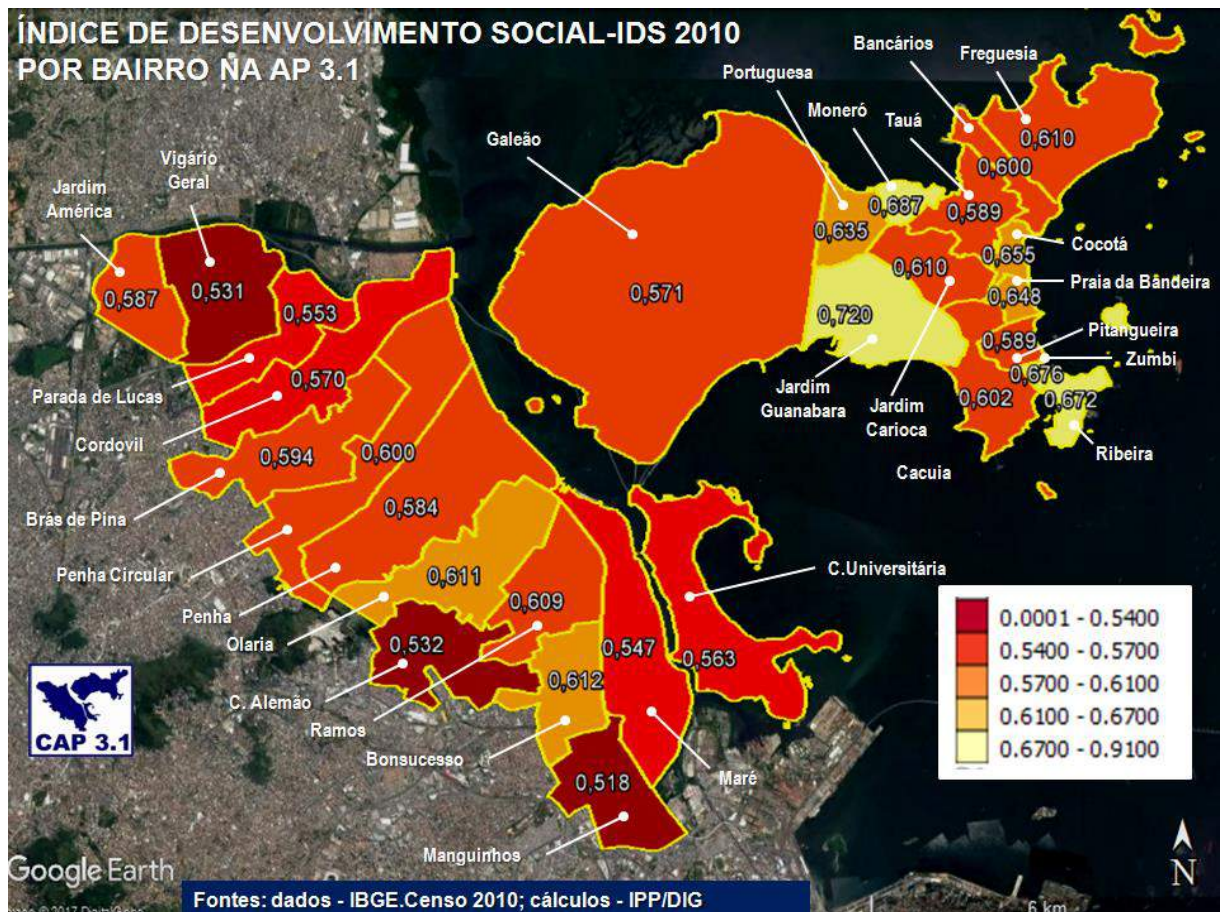 ÍNDICE DE DESENVOLVIMENTO SOCIAL-IDS 2010
POR BAIRRO NA AP 3.1
Bancários
Freguesia
Portuguesa
Moneró
Tauá
Galeão
Vigário
Geral
Jardim
América
0,610
0,600
0,687
0,589
0,635
0,655
Cocotá
0,610
0,648
Praia da Bandeira
0,571
0,720
0,587
0,531
0,553
0,589
Pitangueira
Zumbi
0,676
0,672
0,602
Parada de Lucas
0,570
Jardim
Guanabara
Jardim
Carioca
Ribeira
Cordovil
0,594
0,600
Cacuia
Brás de Pina
0,584
Penha Circular
0,611
C.Universitária
Penha
0,609
Olaria
0,532
0,547
0,563
0,612
C. Alemão
Ramos
Bonsucesso
Maré
0,518
Manguinhos
CAP 3.1
0.0001 - 0.5400
0.5400 - 0.5700
0.5700 - 0.6100
0.6100 - 0.6700
0.6700 - 0.9100
N
Google Earth
Fontes: dados - IBGE.Censo 2010; cálculos - IPP/DIG
6 km